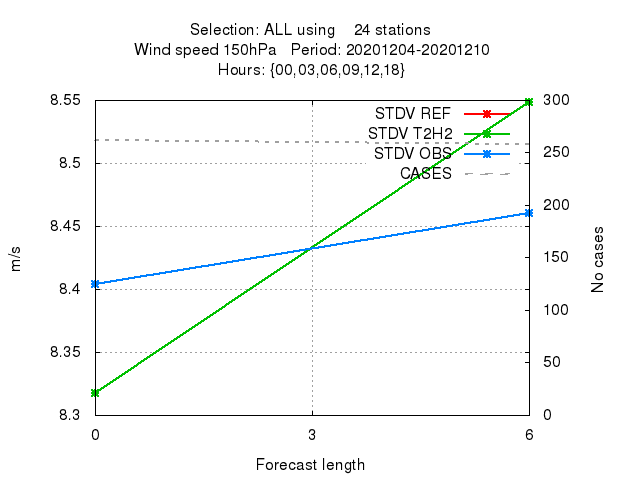 Selection: ALL using    24 stations
Wind speed 150hPa   Period: 20201204-20201210
Hours: {00,03,06,09,12,18}
STDV REF
STDV T2H2
STDV OBS
CASES
8.55
8.5
8.45
8.4
8.35
8.3
m/s
300
250
200
150
100
50
0
No cases
0
3
6
Forecast length